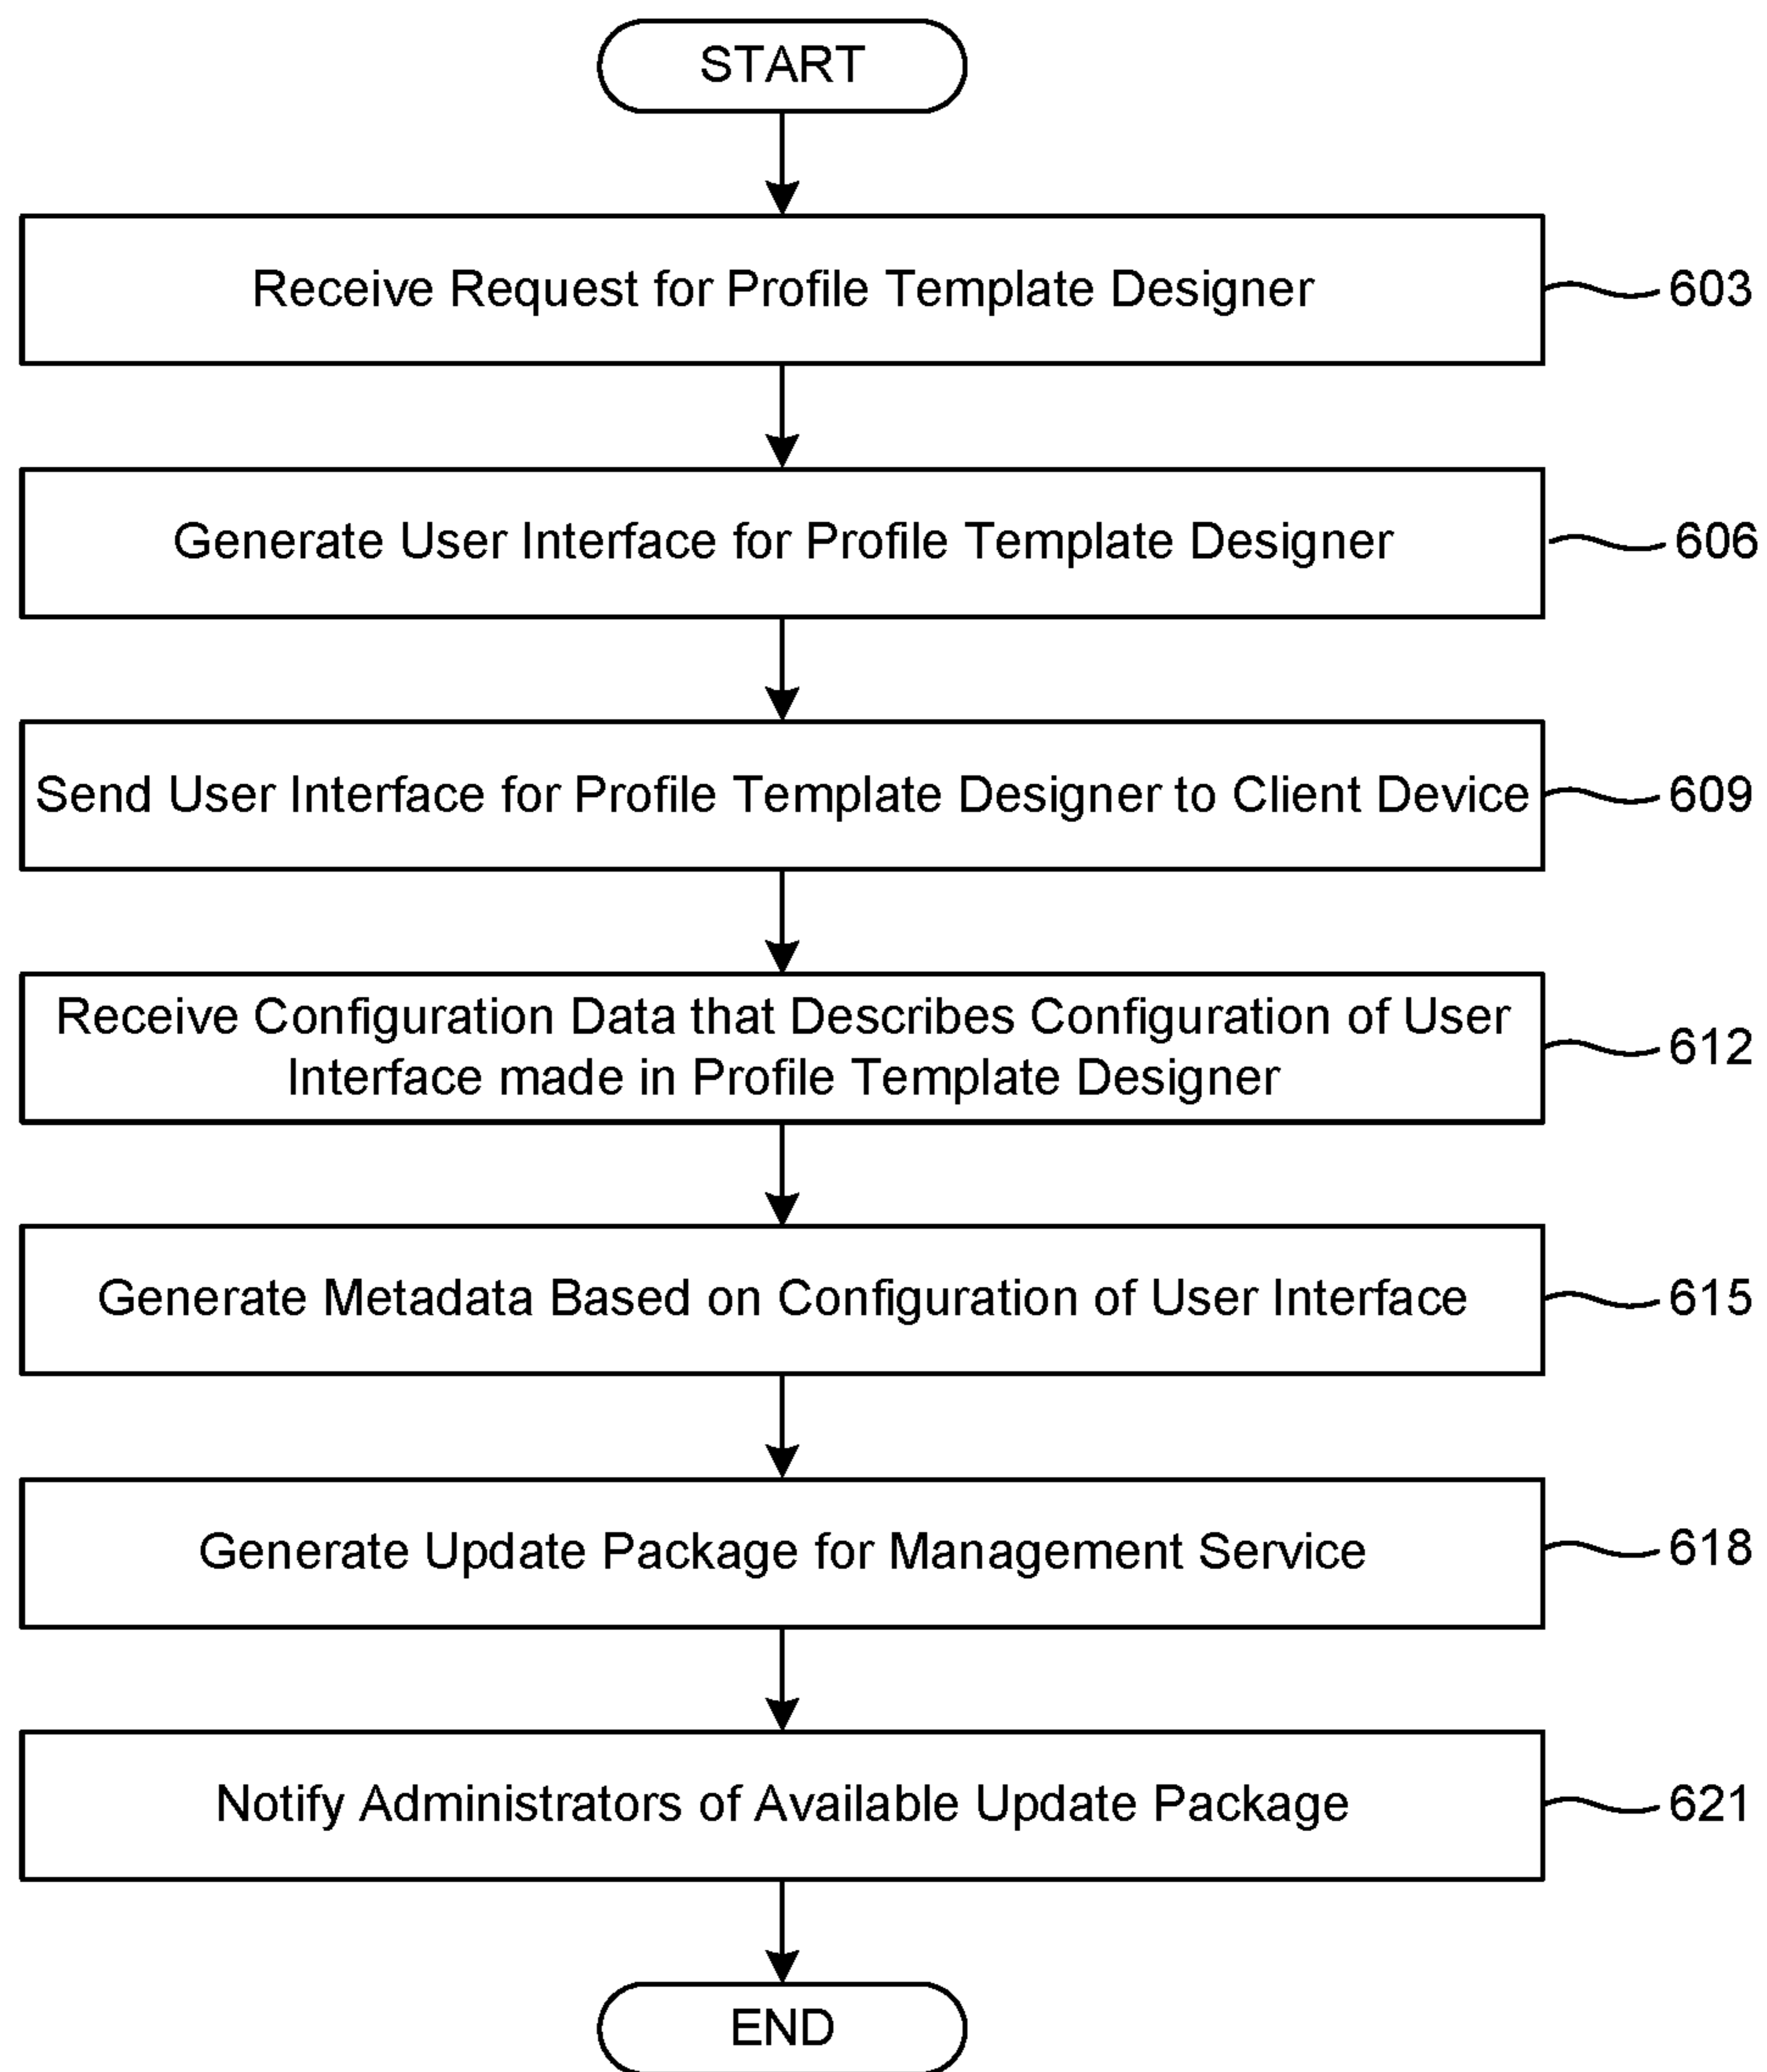 START
Receive Request for Profile Template Designer
603
Generate User Interface for Profile Template Designer
606
Send User Interface for Profile Template Designer to Client Device
609
Receive Configuration Data that Describes Configuration of User
Interface made in Profile Template Designer
612
Generate Metadata Based on Configuration of User Interface
615
Generate Update Package for Management Service
618
Notify Administrators of Available Update Package
621
END